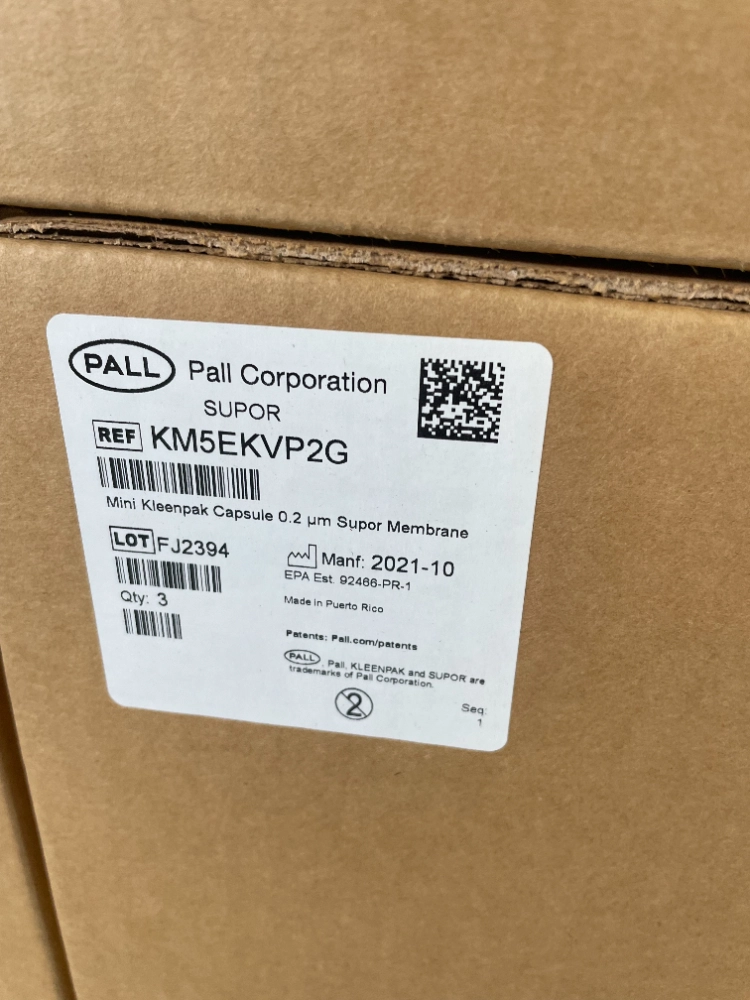 PALL Pall Corporation
SUPOR
REF KM5EKVP2G
Mini Kleenpak Capsule 0.2 µm Supor Membrane
LOT FJ2394
Manf: 2021-10
EPA Est. 92466-PR-1
Qty: 3
Made in Puerto Rico
Patents: Pall.com/patents
PALL, Pall, KLEENPAK and SUPOR are
trademarks of Pall Corporation.
2
Seq:
1